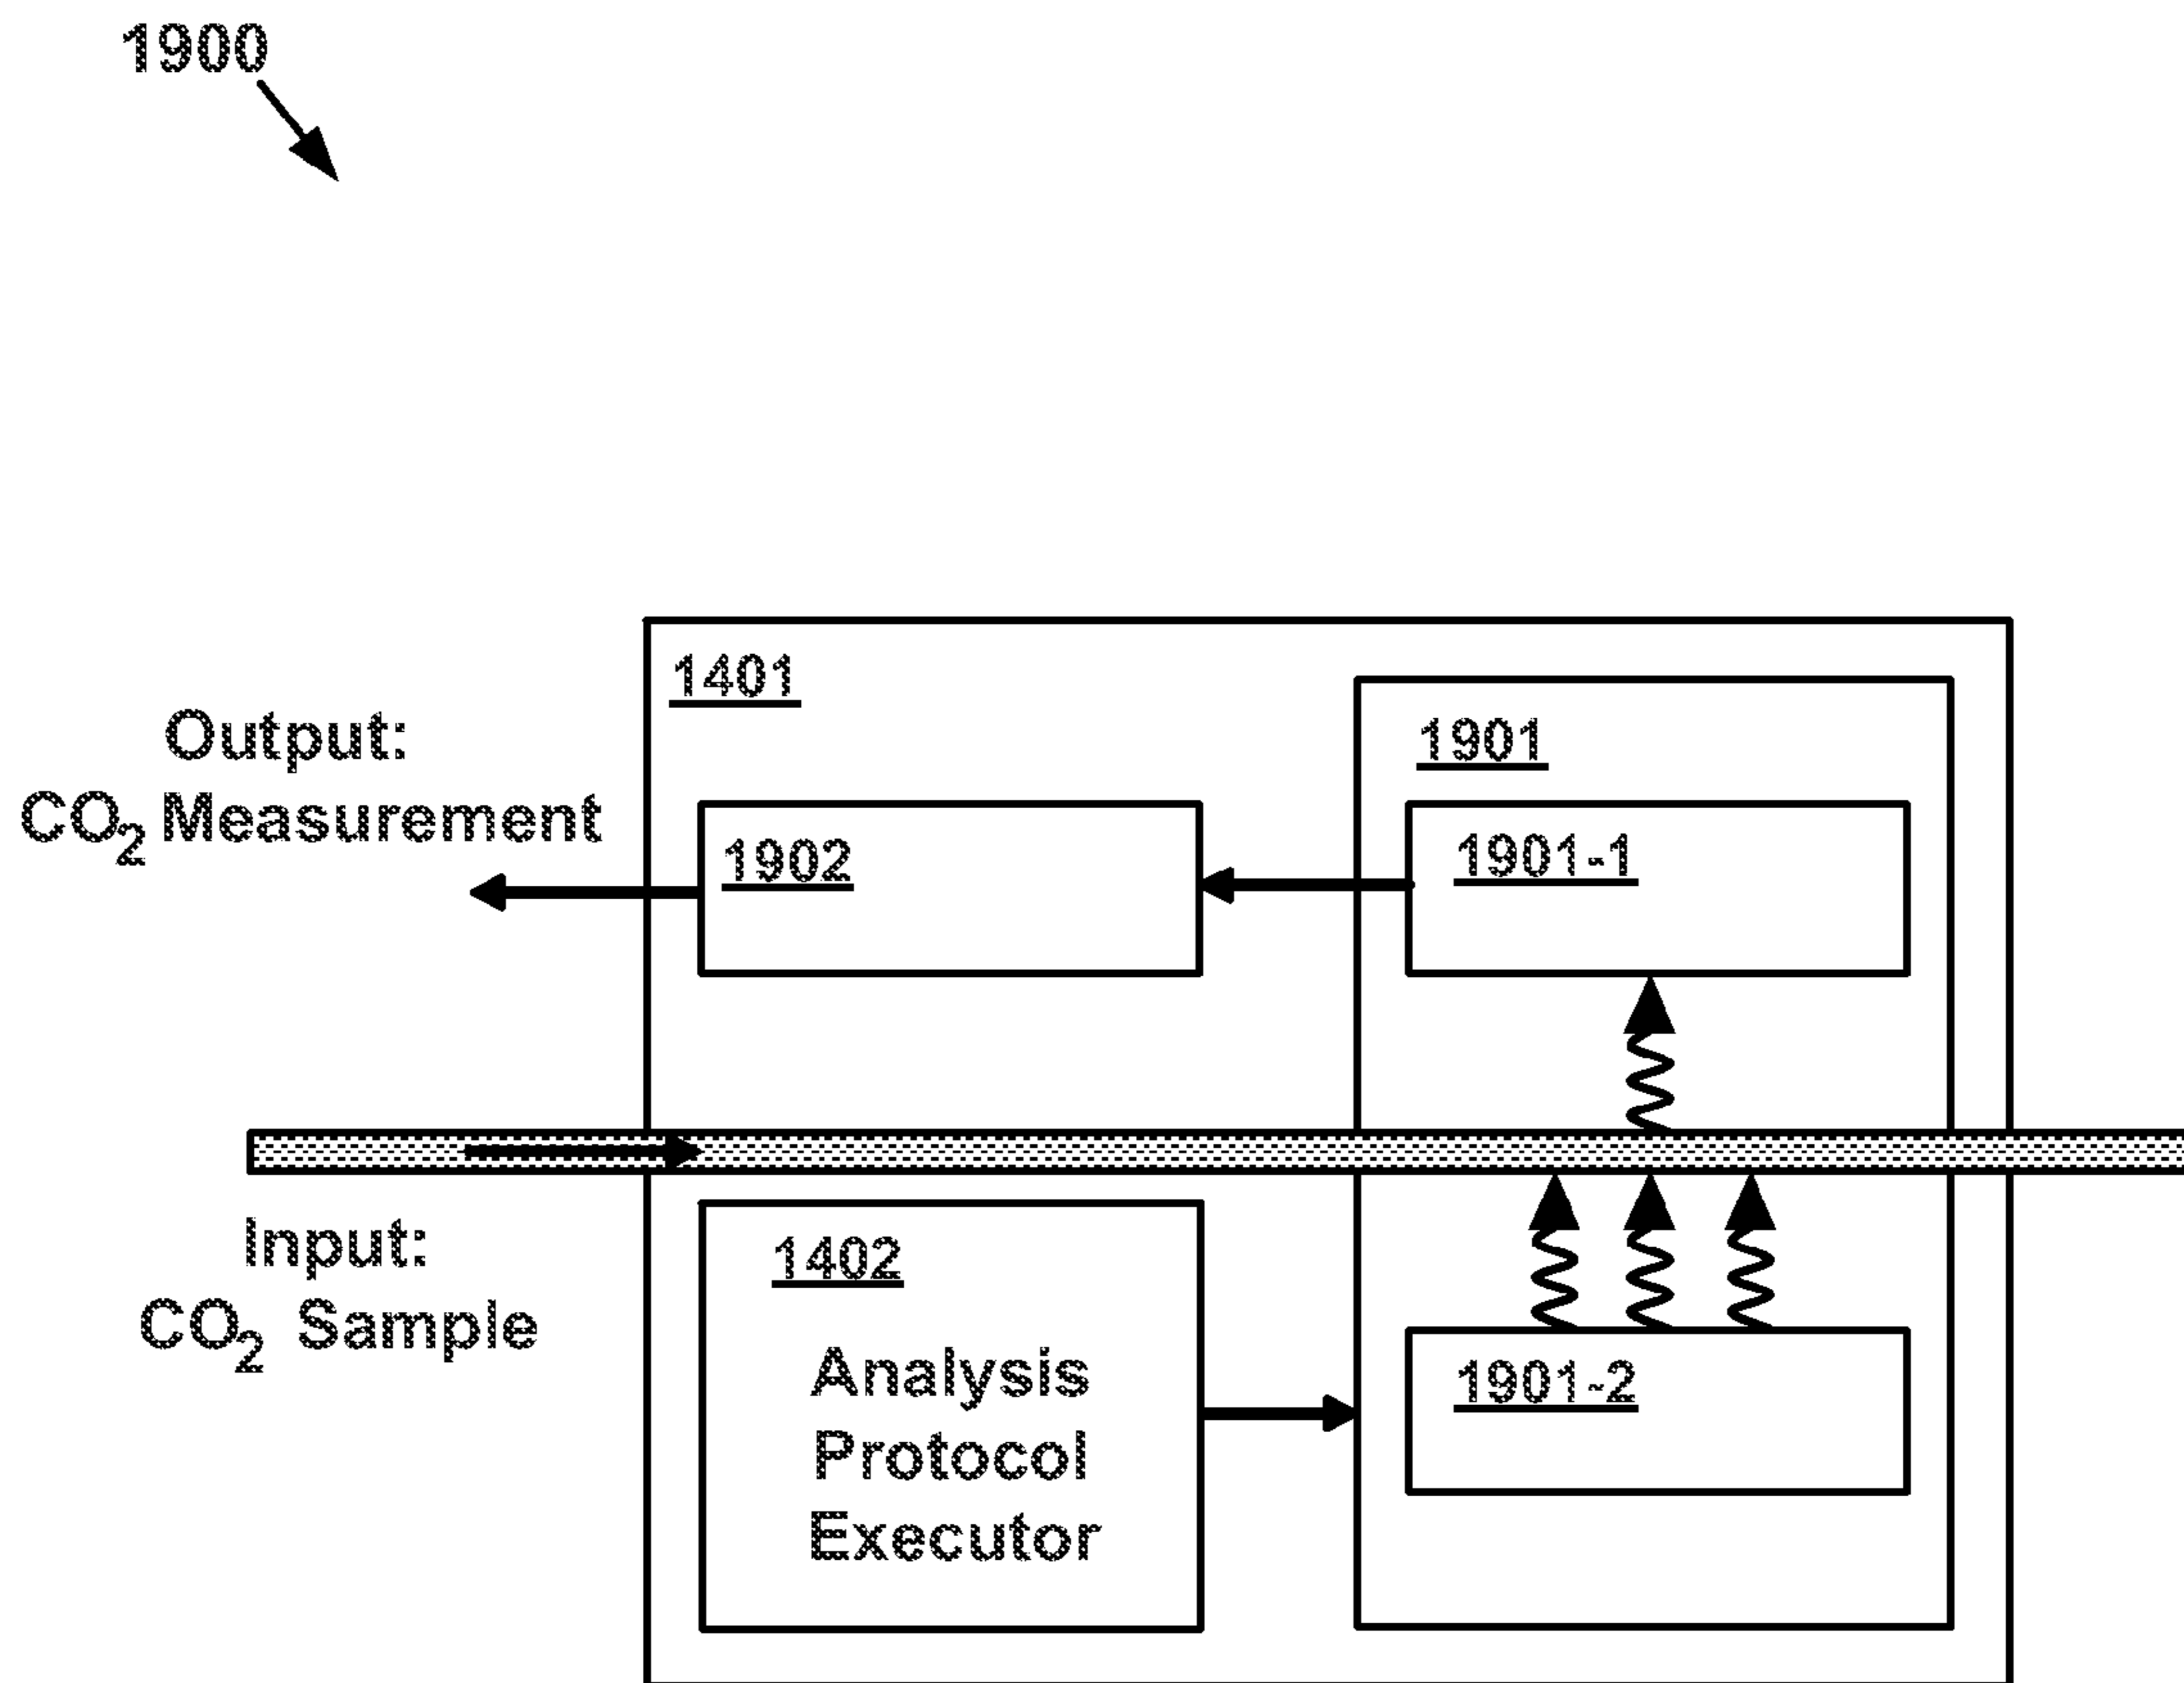 1900
1401
1901
Output:
CO₂ Measurement
1902
1901-1
Input:
CO₂ Sample
1402
Analysis
Protocol
Executor
1901-2